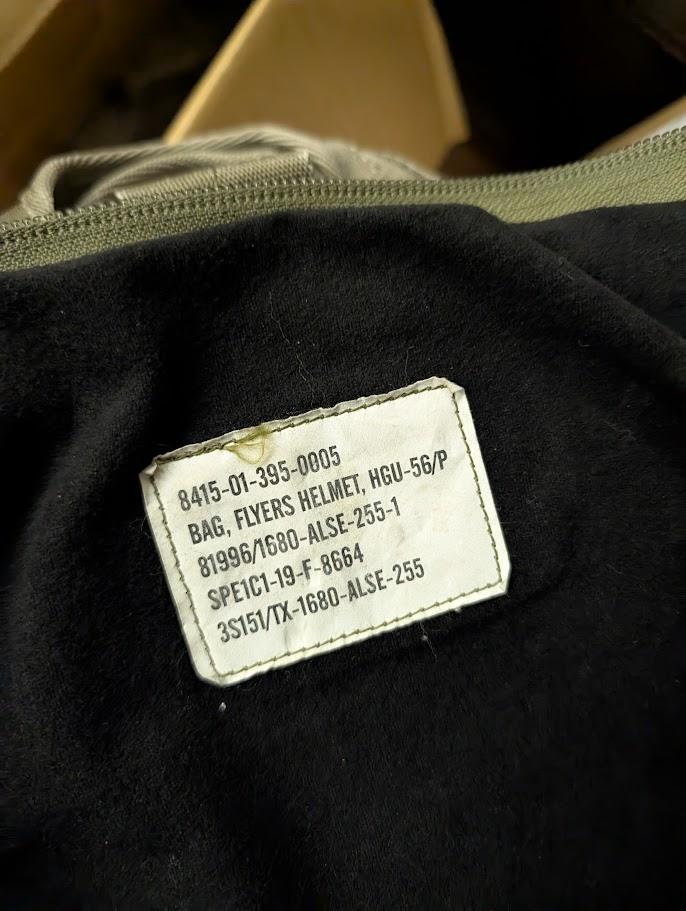 8415-01-395-0005
BAG, FLYERS HELMET, HGU-56/P
81996/1680-ALSE-255-1
SPE1C1-19-F-8664
3S151/TX-1680-ALSE-255